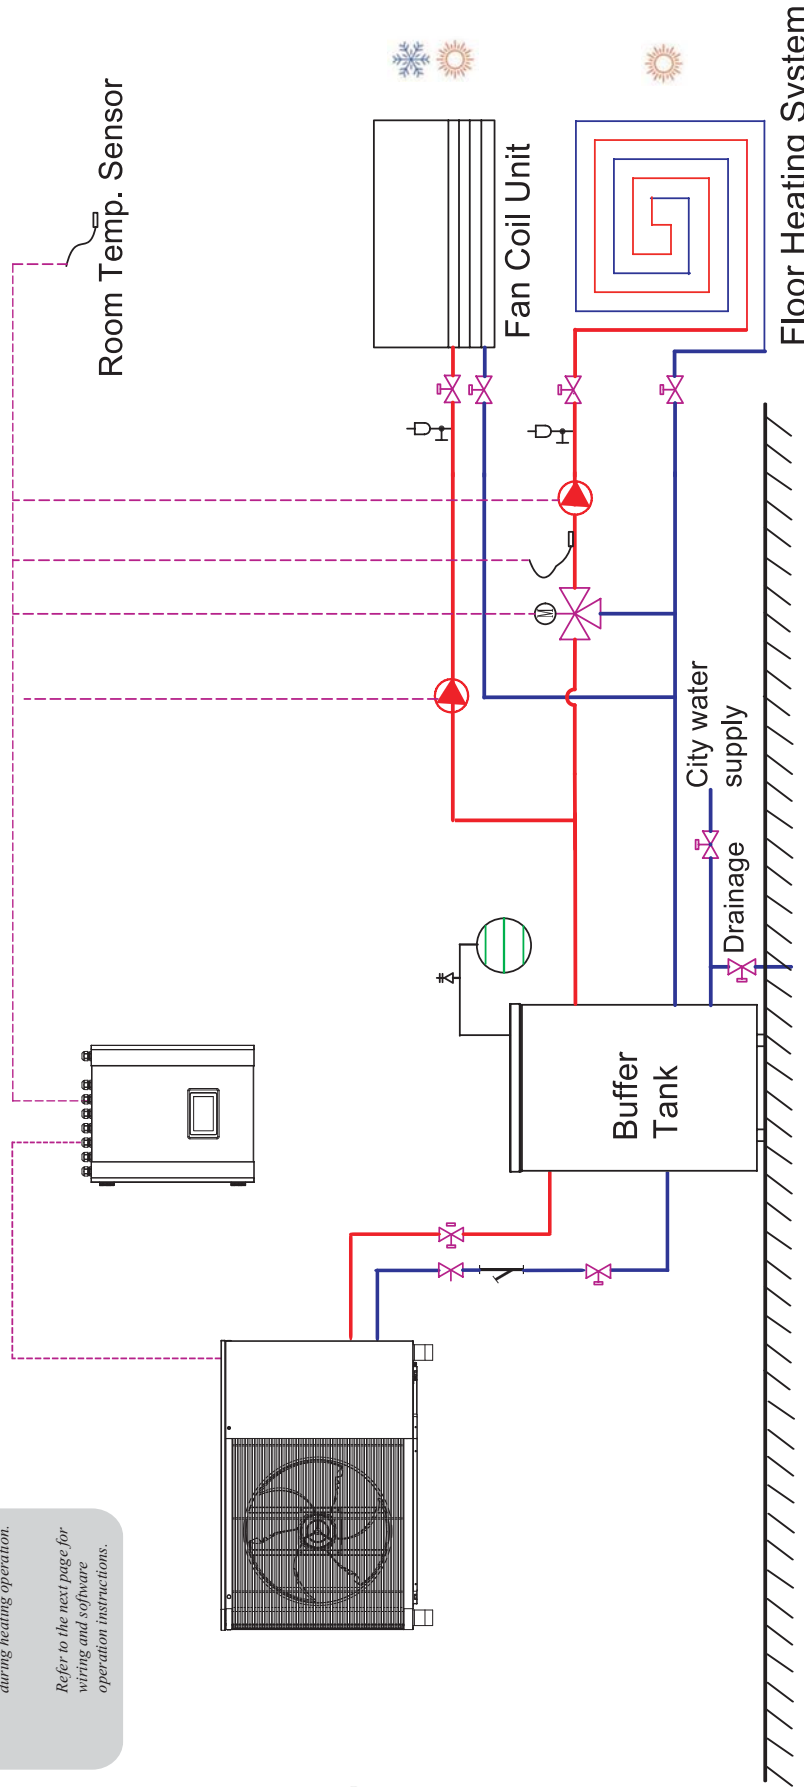 during heating operation.
Refer to the next page for
wiring and software
operation instructions.
Room Temp. Sensor
Fan Coil Unit
Floor Heating System
M
City water
supply
Drainage
Buffer
Tank